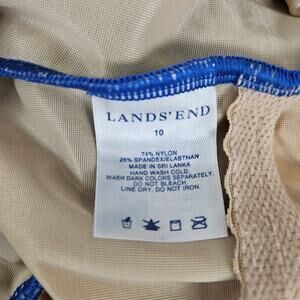 LANDS' END
10
74% NYLON
26% SPANDEX/ELASTHAN
MADE IN SRI LANKA
HAND WASH COLD.
WASH DARK COLORS SEPARATELY.
DO NOT BLEACH.
LINE DRY. DO NOT IRON.